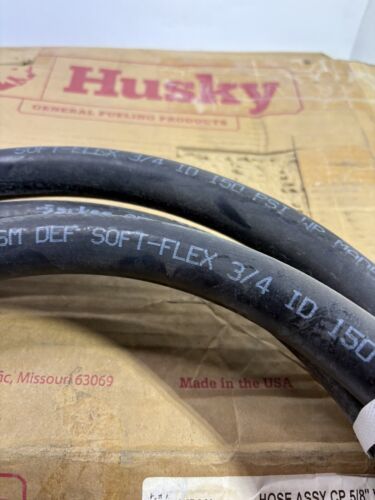 Husky
GENERAL FUELING PRODUCTS
SOFT-FLEX 3/4 ID 150 PSI WP
SM DEF SOFT-FLEX 3/4 ID 150
Missouri 63069
Made in the USA
HOSE ASSY CP 5/8"